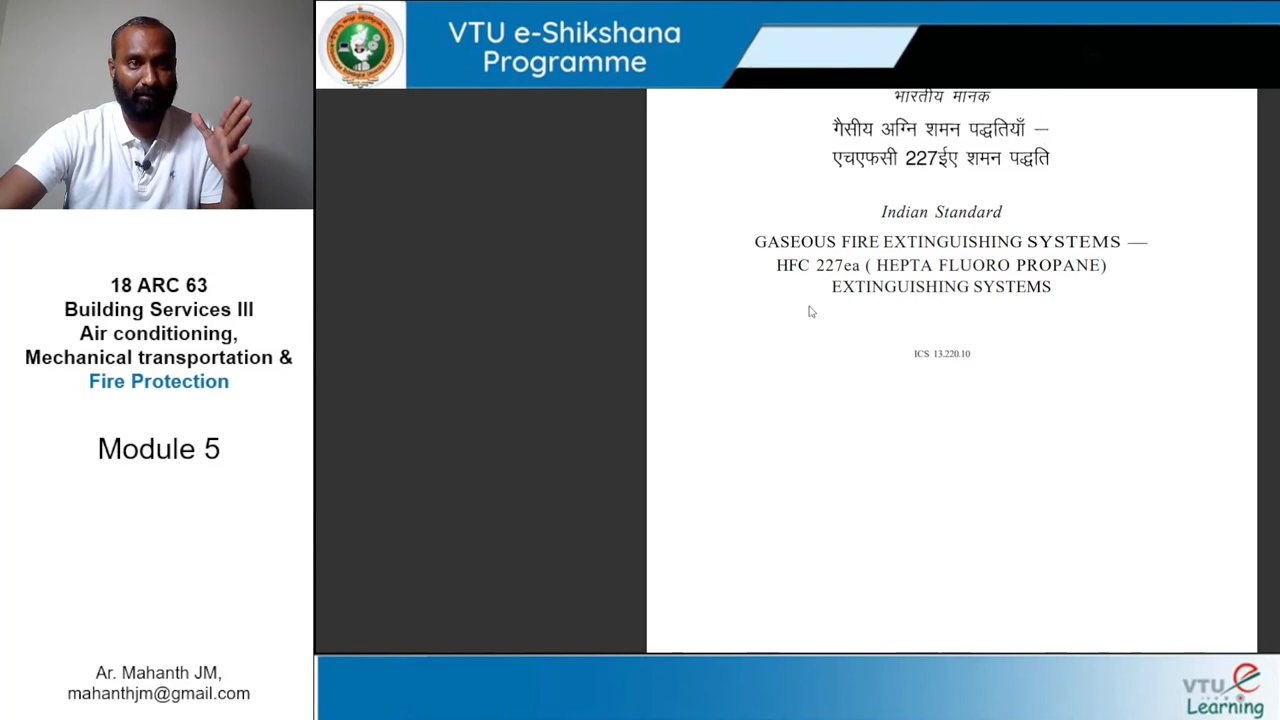 VTU e-Shikshana
Programme
भारतीय मानक
गैसीय अग्नि शमन पद्धतियाँ —
एचएफसी 227ईए शमन पद्धति
Indian Standard
GASEOUS FIRE EXTINGUISHING SYSTEMS —
HFC 227ea ( HEPTA FLUORO PROPANE)
EXTINGUISHING SYSTEMS
ICS 13.220.10
18 ARC 63
Building Services III
Air conditioning,
Mechanical transportation &
Fire Protection
Module 5
Ar. Mahanth JM,
mahanthjm@gmail.com
VTU e
Learning